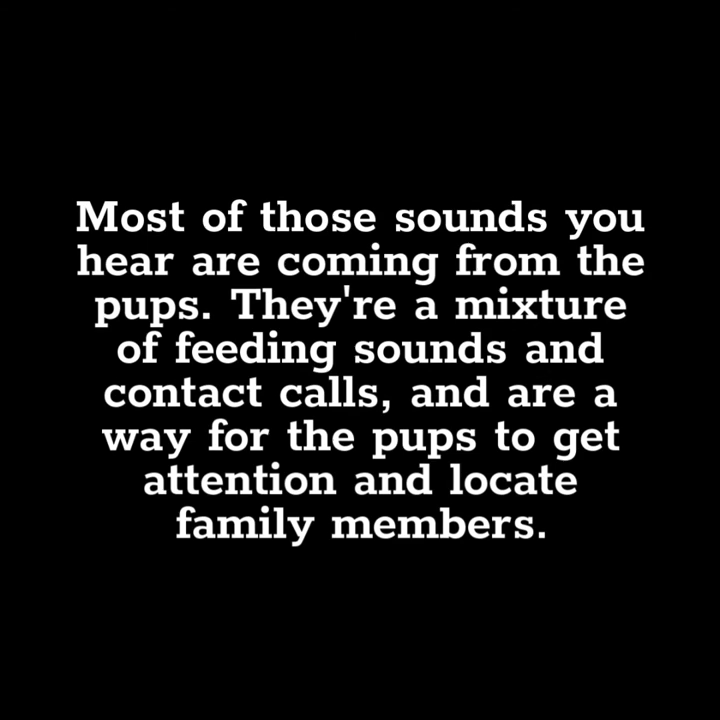 Most of those sounds you
hear are coming from the
pups. They're a mixture
of feeding sounds and
contact calls, and are a
way for the pups to get
attention and locate
family members.